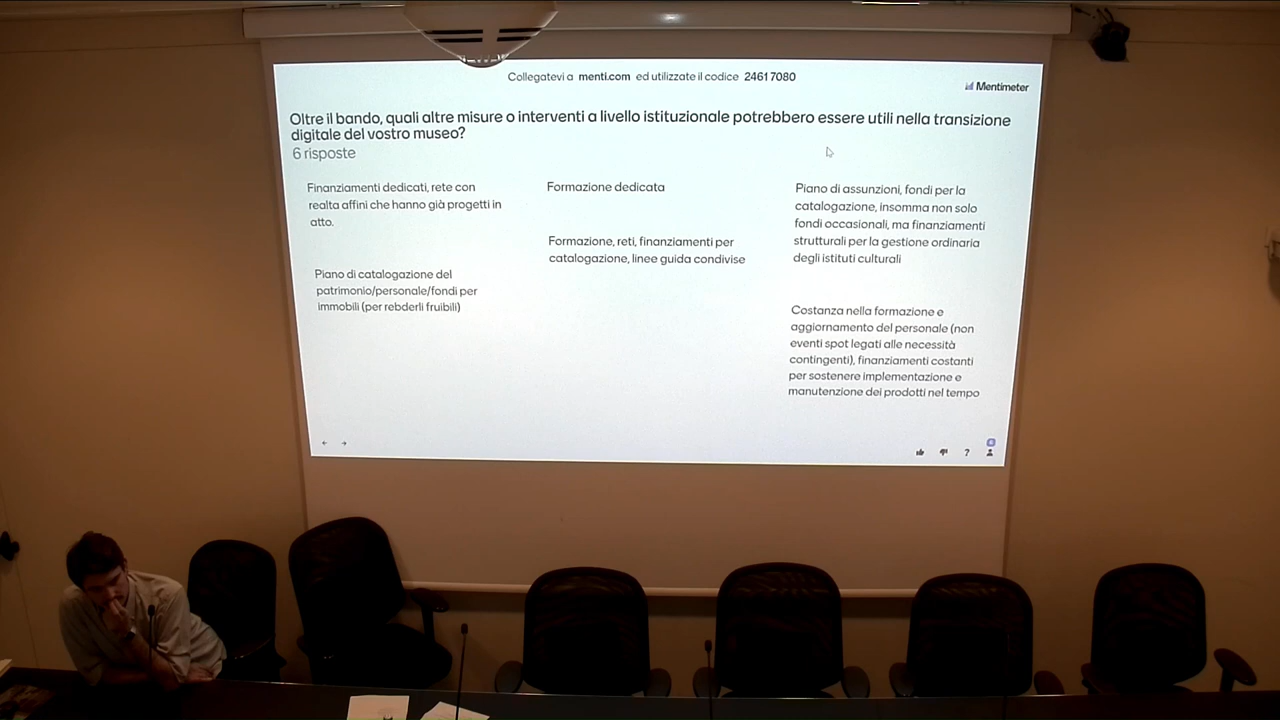 Collegatevi a menti.com ed utilizzate il codice 2461 7080
Mentimeter
Oltre il bando, quali altre misure o interventi a livello istituzionale potrebbero essere utili nella transizione
digitale del vostro museo?
6 risposte
Finanziamenti dedicati, rete con
realta affini che hanno già progetti in
atto.
Piano di catalogazione del
patrimonio/personale/fondi per
immobili (per rebderli fruibili)
Formazione dedicata
Formazione, reti, finanziamenti per
catalogazione, linee guida condivise
Piano di assunzioni, fondi per la
catalogazione, insomma non solo
fondi occasionali, ma finanziamenti
strutturali per la gestione ordinaria
degli istituti culturali
Costanza nella formazione e
aggiornamento del personale (non
eventi spot legati alle necessità
contingenti), finanziamenti costanti
per sostenere implementazione e
manutenzione dei prodotti nel tempo